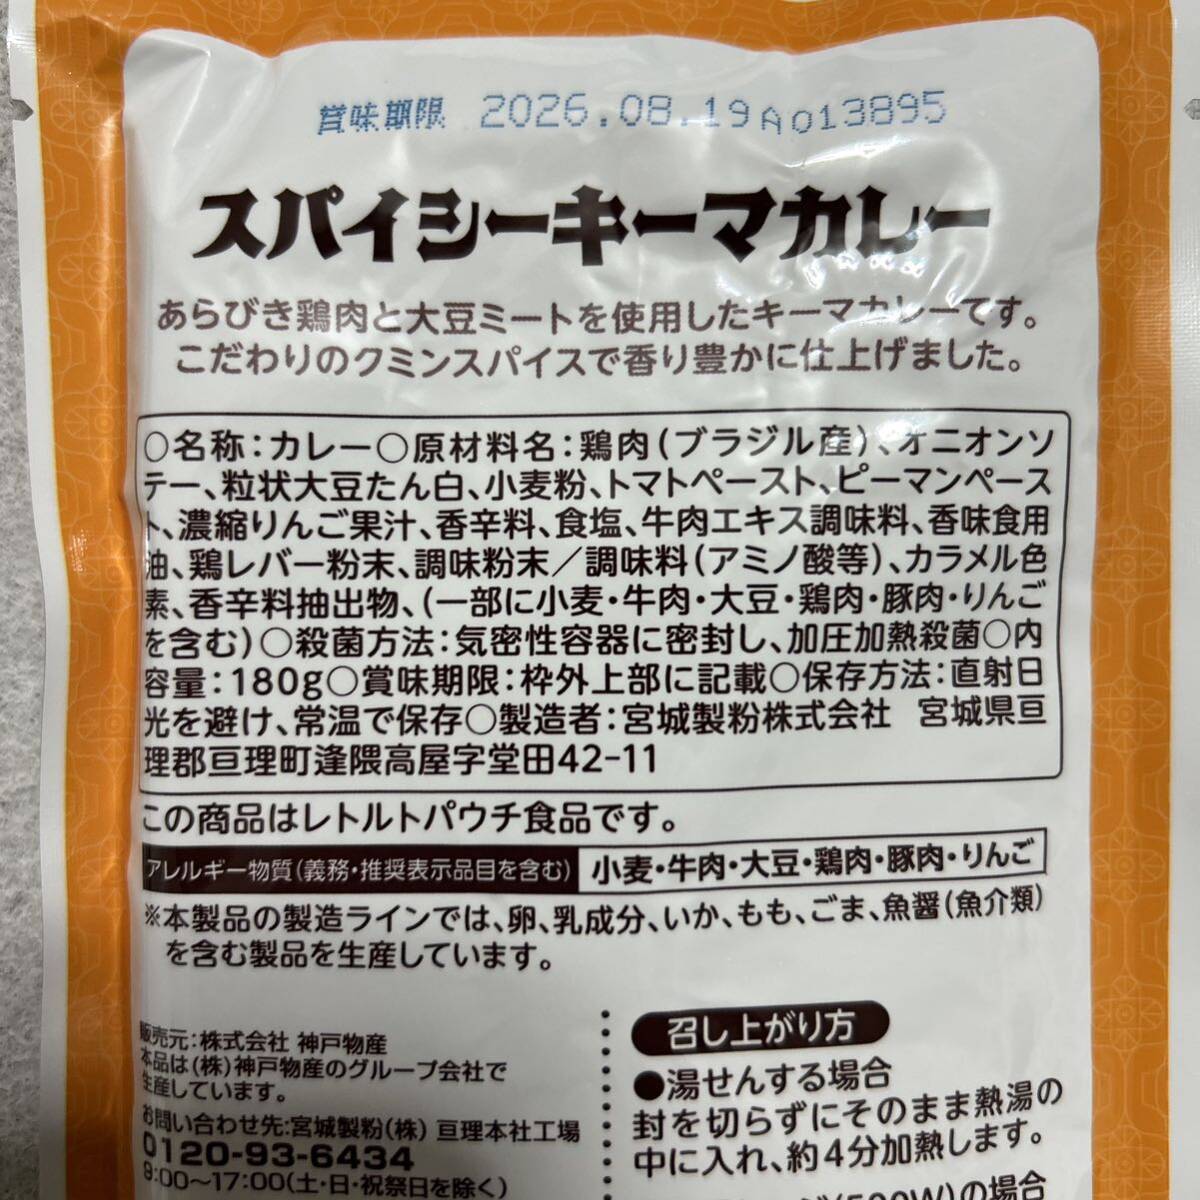 賞味期限 2026.08.19A013895
スパイシーキーマカレー
あらびき鶏肉と大豆ミートを使用したキーマカレーです。
こだわりのクミンスパイスで香り豊かに仕上げました。
○名称：カレー○原材料名：鶏肉(ブラジル産)、オニオンソ
テー、粒状大豆たん白、小麦粉、トマトペースト、ピーマンペース
ト、濃縮りんご果汁、香辛料、食塩、牛肉エキス調味料、香味食用
油、鶏レバー粉末、調味粉末／調味料(アミノ酸等)、カラメル色
素、香辛料抽出物、(一部に小麦・牛肉・大豆・鶏肉・豚肉・りんご
を含む)○殺菌方法：気密性容器に密封し、加圧加熱殺菌○内
容量：180g○賞味期限：枠外上部に記載○保存方法：直射日
光を避け、常温で保存○製造者：宮城製粉株式会社 宮城県亘
理郡亘理町逢隈高屋字堂田42-11
この商品はレトルトパウチ食品です。
アレルギー物質(義務・推奨表示品目を含む) 小麦・牛肉・大豆・鶏肉・豚肉・りんご
※本製品の製造ラインでは、卵、乳成分、いか、もも、ごま、魚醤(魚介類)
を含む製品を生産しています。
販売元：株式会社 神戸物産
本品は(株)神戸物産のグループ会社で
生産しています。
お問い合わせ先：宮城製粉(株) 亘理本社工場
0120-93-6434
9:00〜17:00(土・日・祝祭日を除く)
召し上がり方
●湯せんする場合
封を切らずにそのまま熱湯の
中に入れ、約4分加熱します。
(500W)の場合